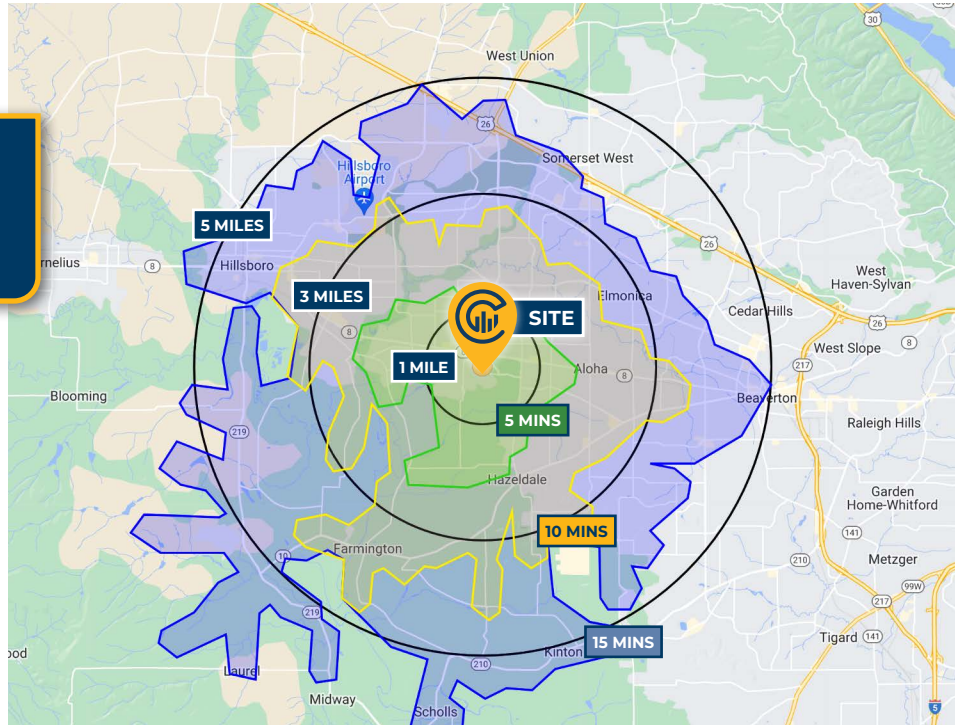 30
West Union
26
Somerset West
Hillsboro
Airport
5 MILES
rnelius
8
Hillsboro
26
West
Haven-Sylvan
3 MILES
Elmonica
Cedar Hills
SITE
8
West Slope
8
217
1 MILE
Aloha
8
Blooming
Beaverton
Raleigh Hills
5 MINS
219
Hazeldale
Garden
Home-Whitford
10 MINS
141
Farmington
10
210
Metzger
99W
217
219
15 MINS
Tigard
141
Kinton
210
ood
Laurel
Midway
Scholls
5